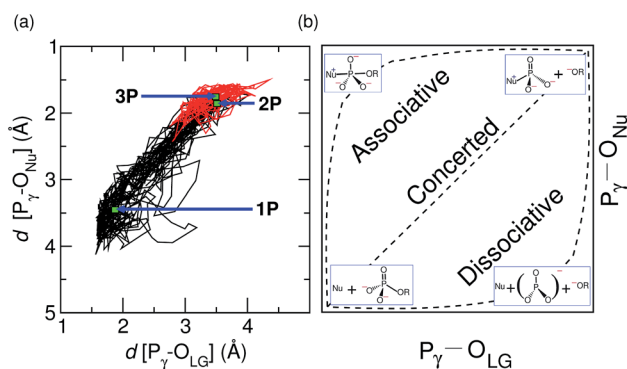 (a)
1
2
3
4
5
d [Pγ-ONu] (Å)
3P
2P
1P
1 2 3 4
d [Pγ-OLG] (Å)
(b)
Associative
Concerted
Dissociative
Nu+ P O− O− O− OR
Nu+ P O O− O− + −OR
Nu + −O P O O− OR
Nu + ( O P O O )− + −OR
Pγ—ONu
Pγ—OLG